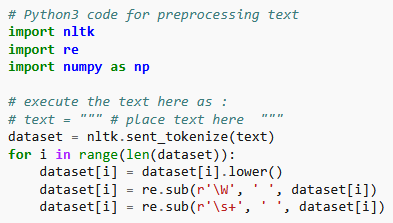 # Python3 code for preprocessing text
import nltk
import re
import numpy as np

# execute the text here as :
# text = """ # place text here  """
dataset = nltk.sent_tokenize(text)
for i in range(len(dataset)):
    dataset[i] = dataset[i].lower()
    dataset[i] = re.sub(r'\W', ' ', dataset[i])
    dataset[i] = re.sub(r'\s+', ' ', dataset[i])